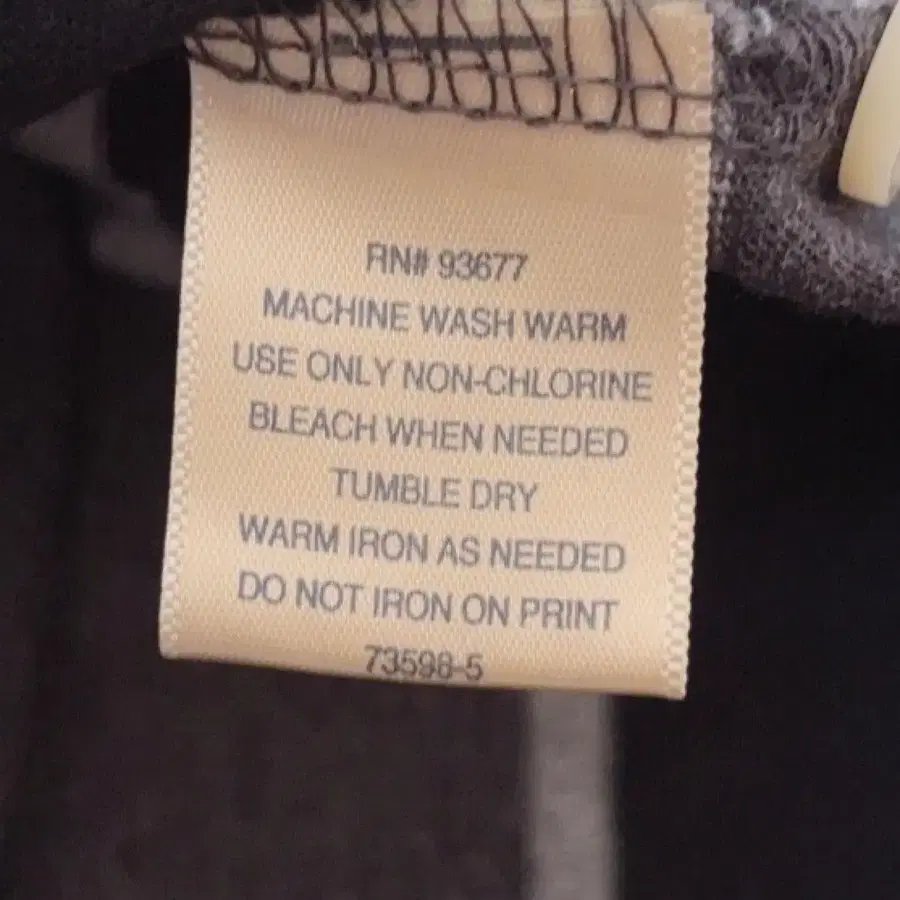 RN# 93677
MACHINE WASH WARM
USE ONLY NON-CHLORINE
BLEACH WHEN NEEDED
TUMBLE DRY
WARM IRON AS NEEDED
DO NOT IRON ON PRINT
73598-5